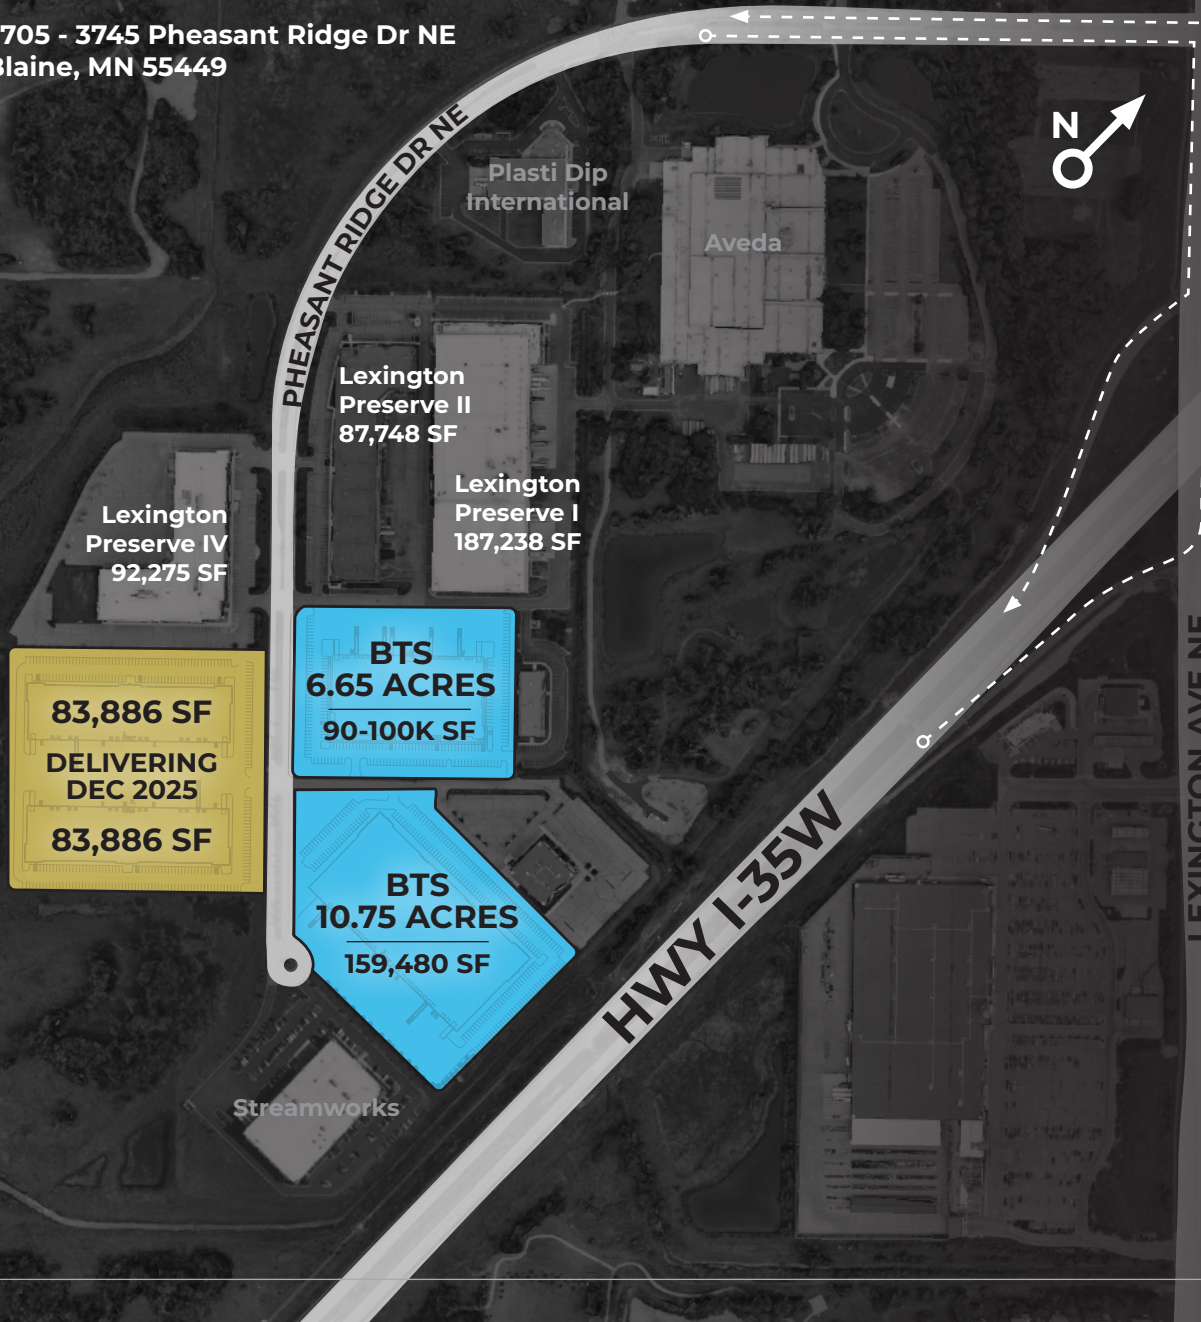 705 - 3745 Pheasant Ridge Dr NE
Blaine, MN 55449
N
PHEASANT RIDGE DR NE
Plasti Dip
International
Aveda
Lexington
Preserve II
87,748 SF
Lexington
Preserve I
187,238 SF
Lexington
Preserve IV
92,275 SF
BTS
6.65 ACRES
90-100K SF
83,886 SF
DELIVERING
DEC 2025
83,886 SF
BTS
10.75 ACRES
159,480 SF
HWY I-35W
LEXINGTON AVE NE
Streamworks